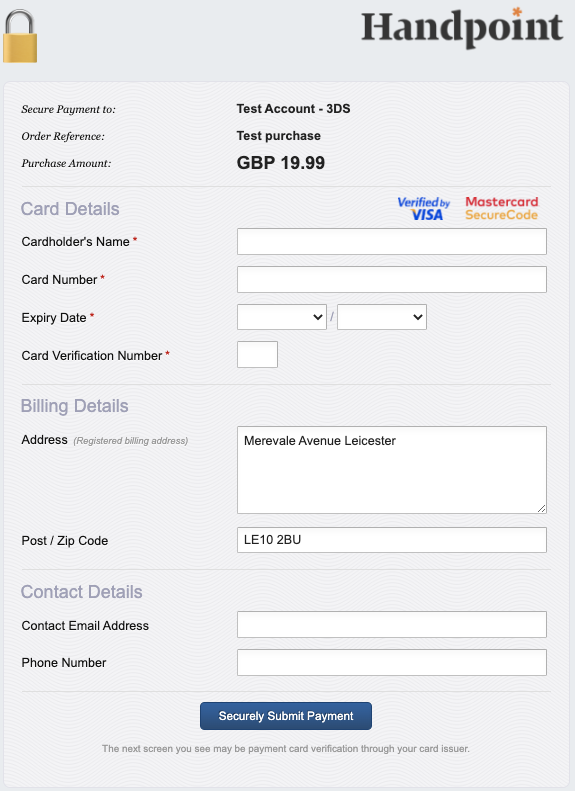 Handpoint
Secure Payment to: Test Account - 3DS
Order Reference: Test purchase
Purchase Amount: GBP 19.99
Card Details Verified by VISA Mastercard SecureCode
Cardholder's Name *
Card Number *
Expiry Date * /
Card Verification Number *
Billing Details
Address (Registered billing address) Merevale Avenue Leicester
Post / Zip Code LE10 2BU
Contact Details
Contact Email Address
Phone Number
Securely Submit Payment
The next screen you see may be payment card verification through your card issuer.